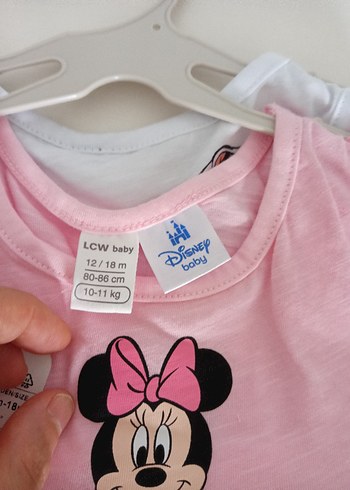 LCW baby
12 / 18 m
80-86 cm
10-11 kg
Disney
baby